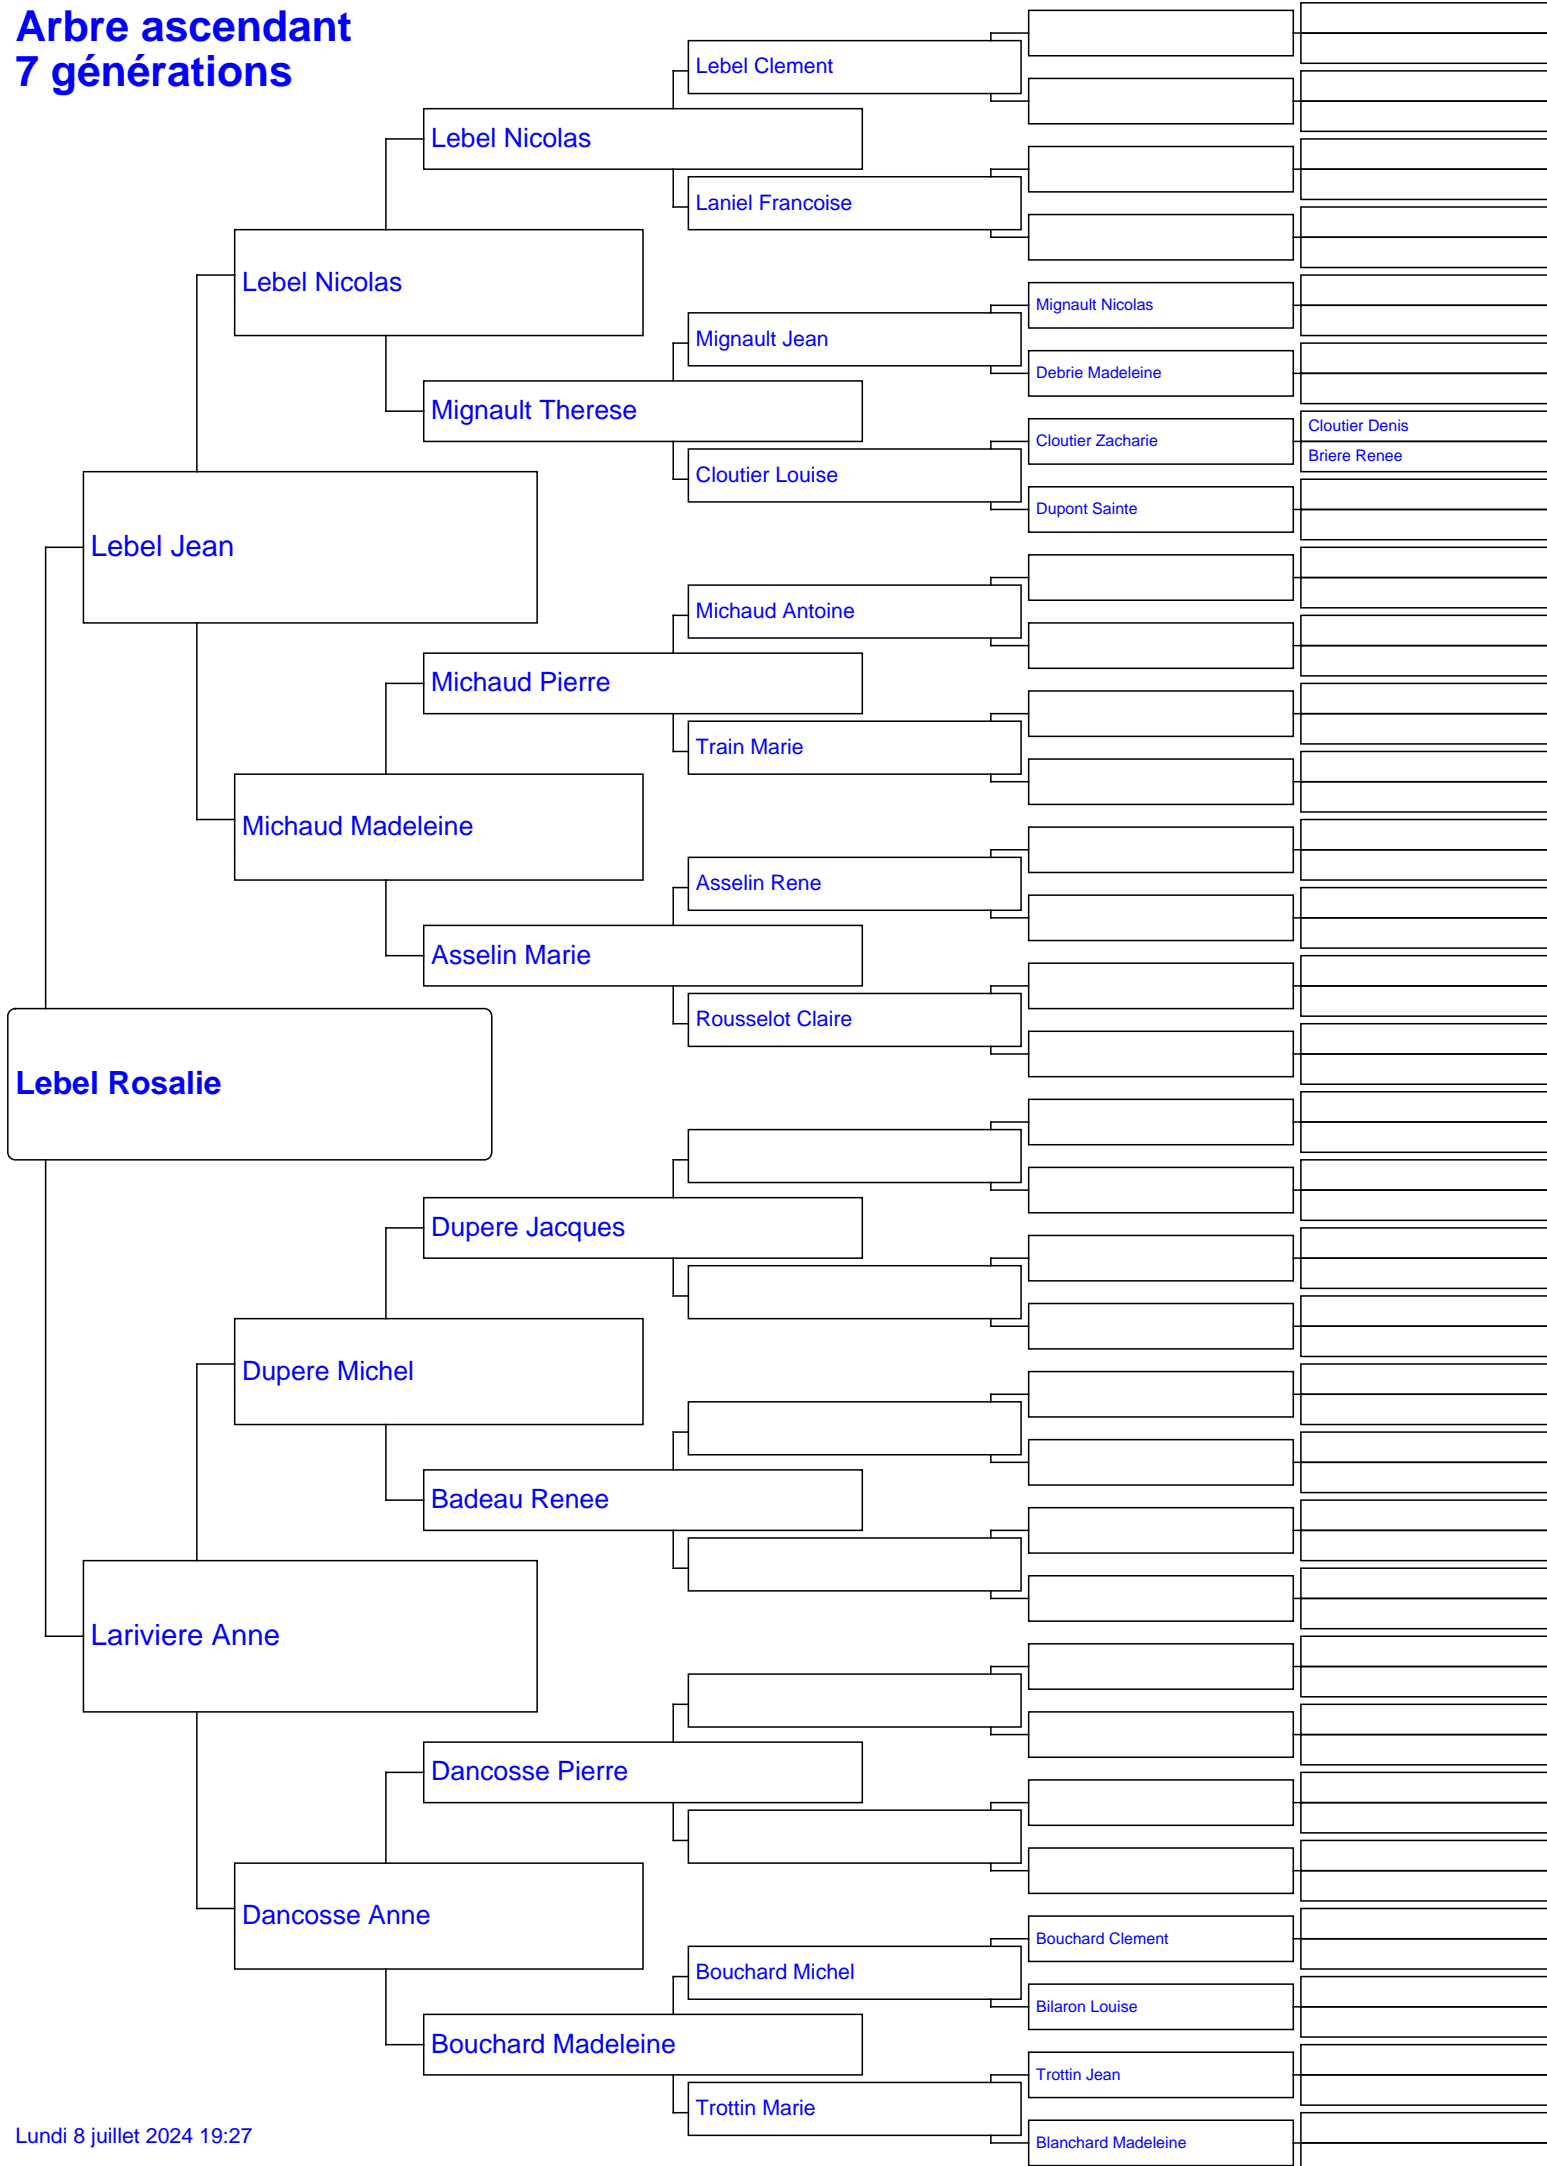 Arbre ascendant
7 générations
Lebel Clement
Lebel Nicolas
Laniel Francoise
Lebel Nicolas
Mignault Nicolas
Mignault Jean
Debrie Madeleine
Mignault Therese
Cloutier Denis
Cloutier Zacharie
Briere Renee
Cloutier Louise
Dupont Sainte
Lebel Jean
Michaud Antoine
Michaud Pierre
Train Marie
Michaud Madeleine
Asselin Rene
Asselin Marie
Rousselot Claire
Lebel Rosalie
Dupere Jacques
Dupere Michel
Badeau Renee
Lariviere Anne
Dancosse Pierre
Dancosse Anne
Bouchard Clement
Bouchard Michel
Bilaron Louise
Bouchard Madeleine
Trottin Jean
Trottin Marie
Blanchard Madeleine
Lundi 8 juillet 2024 19:27